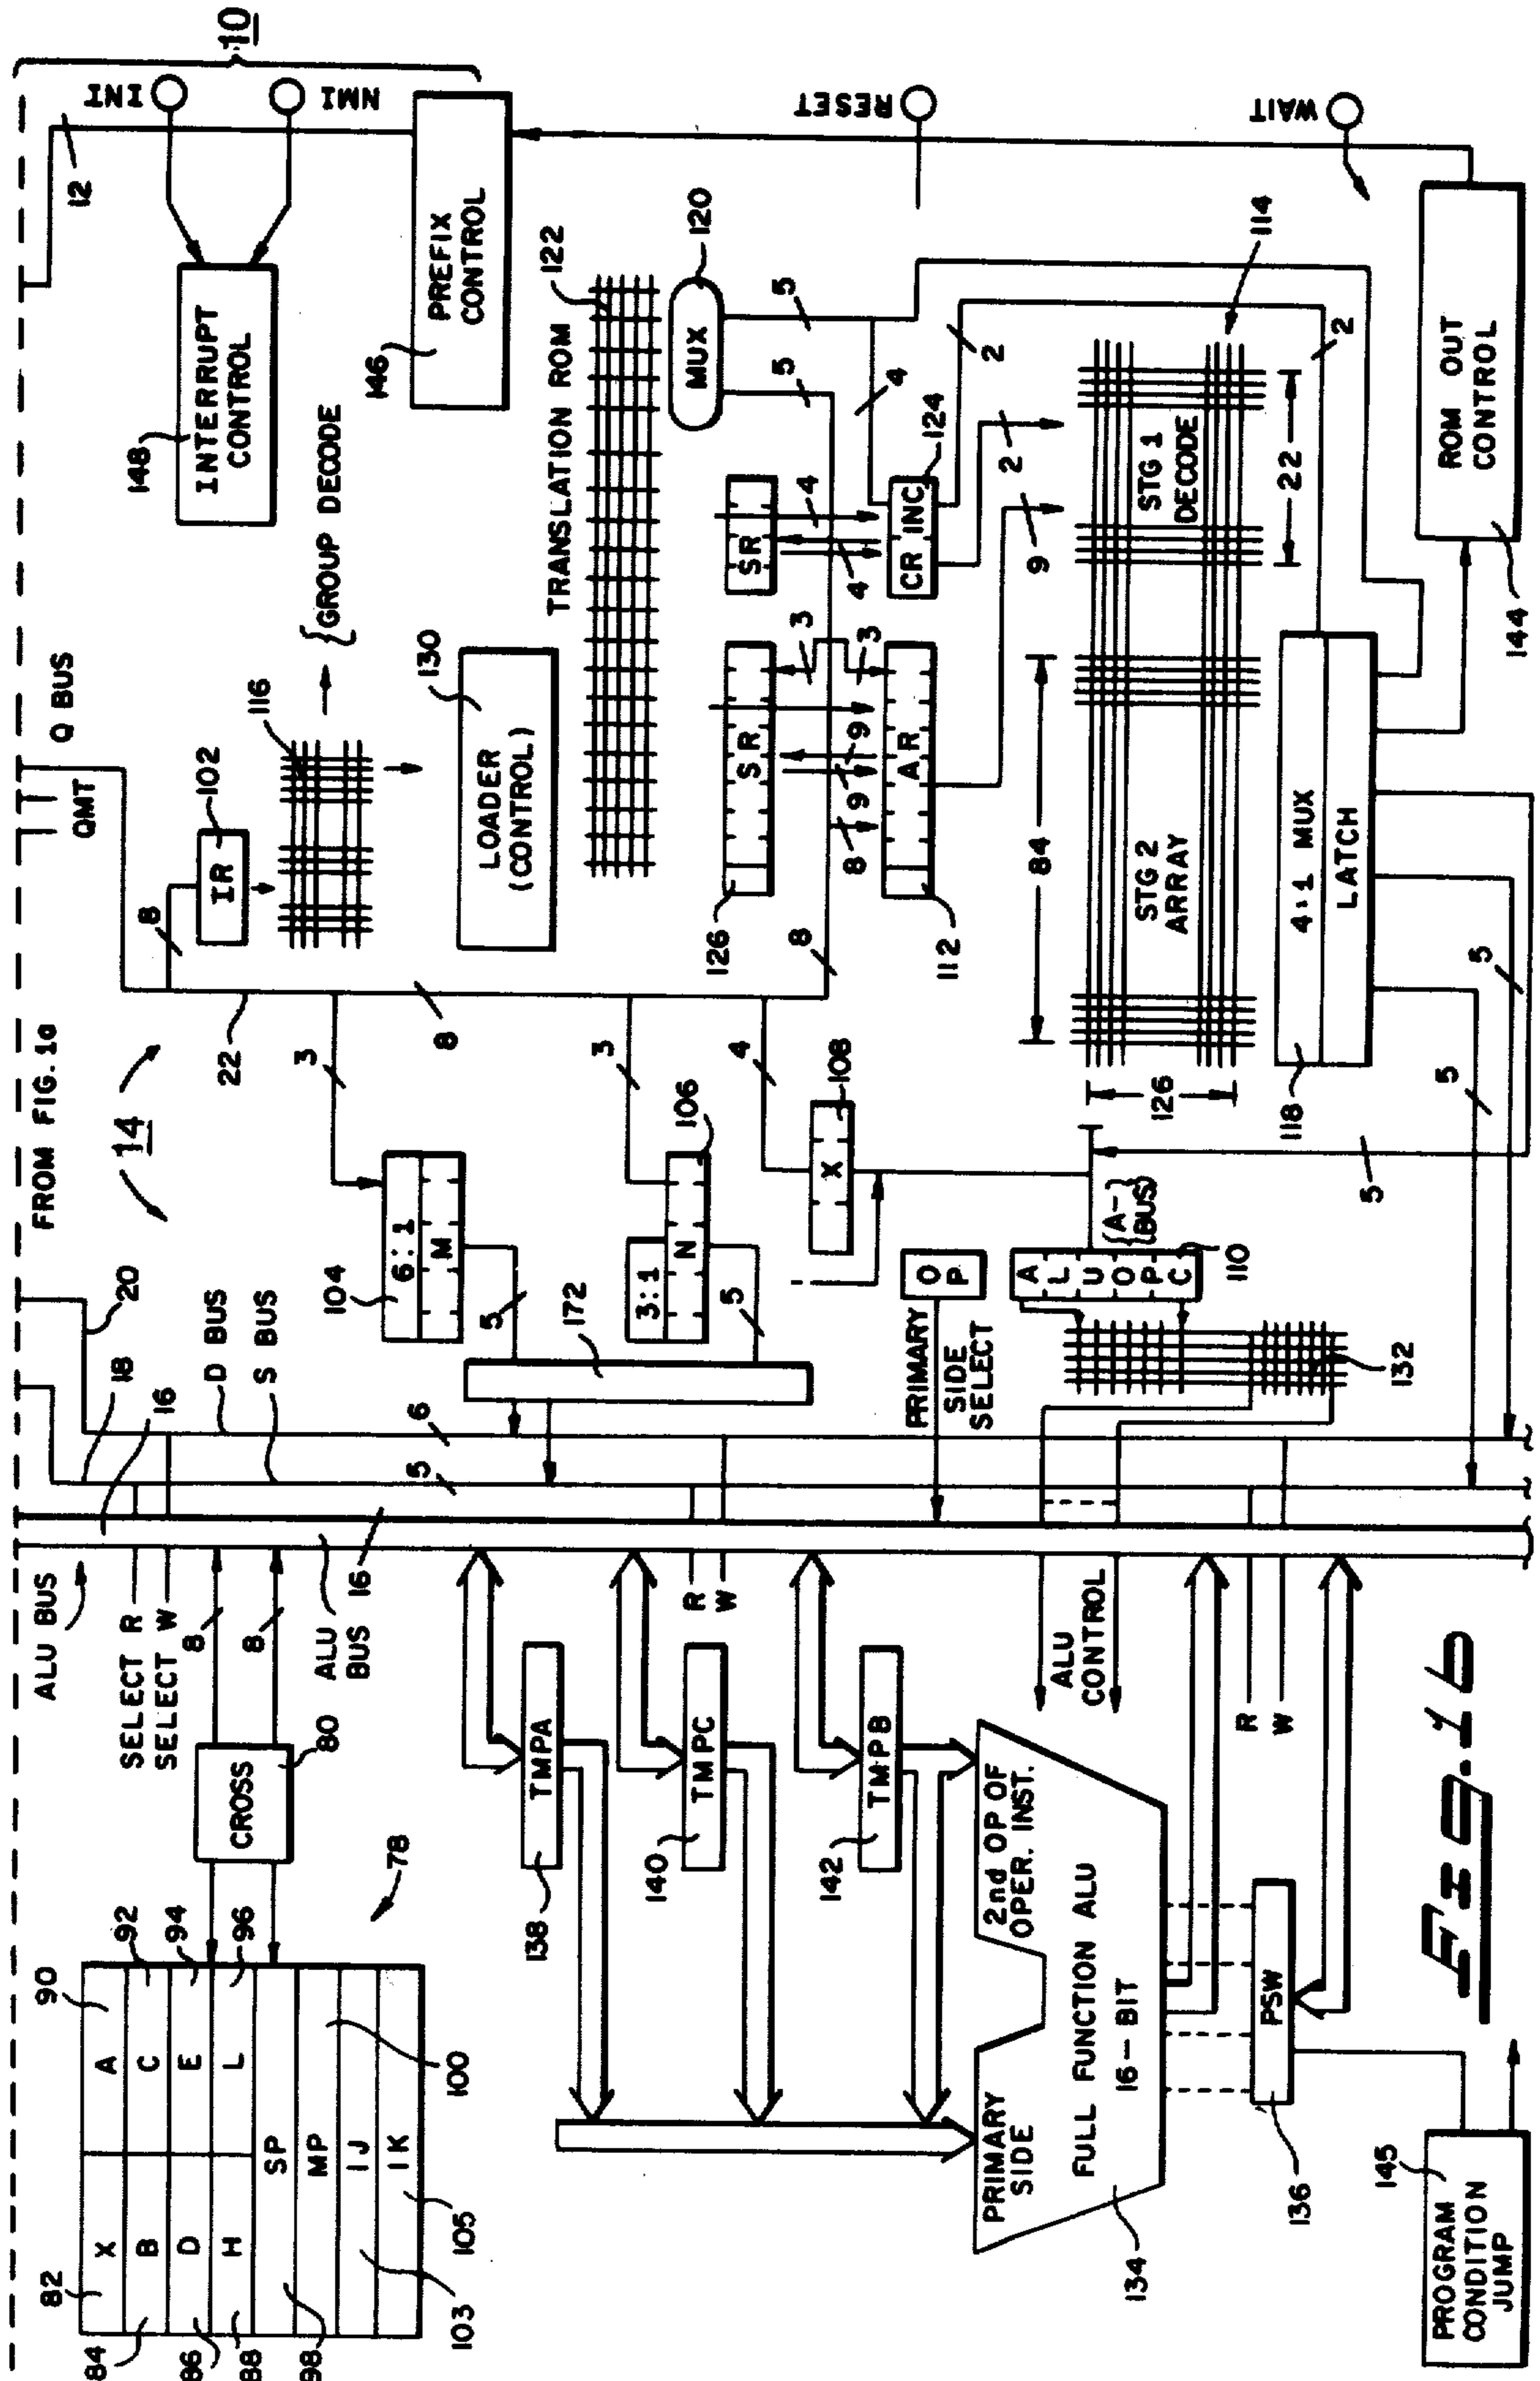 FROM FIG. 1a
14
10
12
INT
NMI
ALU BUS
16
18
20
Q BUS
QMT
SELECT R
SELECT W
D BUS
S BUS
22
8
IR
102
148
INTERRUPT
CONTROL
116
{GROUP DECODE
82
X
A
90
84
B
C
92
86
D
E
94
88
H
L
96
98
SP
MP
100
IJ
103
IK
105
78
CROSS
80
8
8
ALU
BUS
16
5
6
3
104
6:1
M
5
172
8
130
LOADER
(CONTROL)
146
PREFIX
CONTROL
TRANSLATION ROM
122
138
TMPA
140
TMPC
R
W
3
3:1
N
106
5
4
X
108
126
SR
SR
MUX
120
5
5
3
3
4
4
4
9
9
8
8
112
AR
CR
INC
124
2
2
9
RESET
142
TMPB
PRIMARY
SIDE
SELECT
OP
PRIMARY
SIDE
2nd OP OF
OPER. INST.
FULL FUNCTION ALU
16-BIT
134
ALU
CONTROL
ALU OPC
110
{A-}
{BUS}
132
84
126
STG 2
ARRAY
STG 1
DECODE
22
114
WAIT
118
4:1 MUX
LATCH
2
5
5
5
PSW
136
R
W
145
PROGRAM
CONDITION
JUMP
144
ROM OUT
CONTROL
FIG. 1b